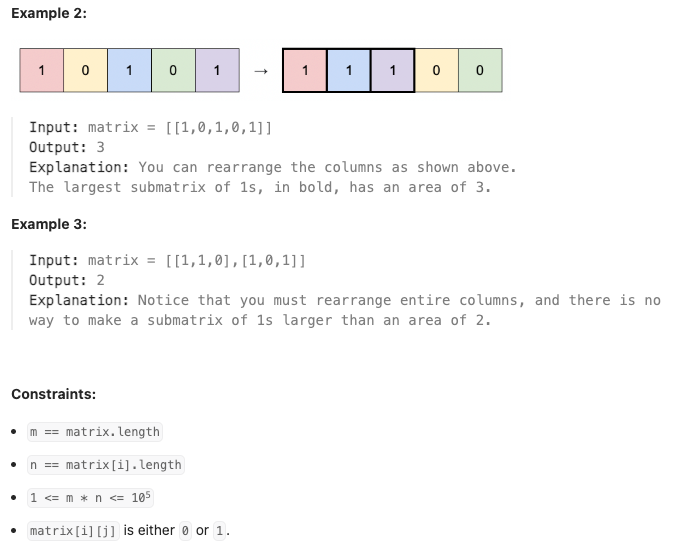 Example 2:
1 0 1 0 1 → 1 1 1 0 0
Input: matrix = [[1,0,1,0,1]]
Output: 3
Explanation: You can rearrange the columns as shown above.
The largest submatrix of 1s, in bold, has an area of 3.
Example 3:
Input: matrix = [[1,1,0],[1,0,1]]
Output: 2
Explanation: Notice that you must rearrange entire columns, and there is no
way to make a submatrix of 1s larger than an area of 2.
Constraints:
• m == matrix.length
• n == matrix[i].length
• 1 <= m * n <= 10⁵
• matrix[i][j] is either 0 or 1.